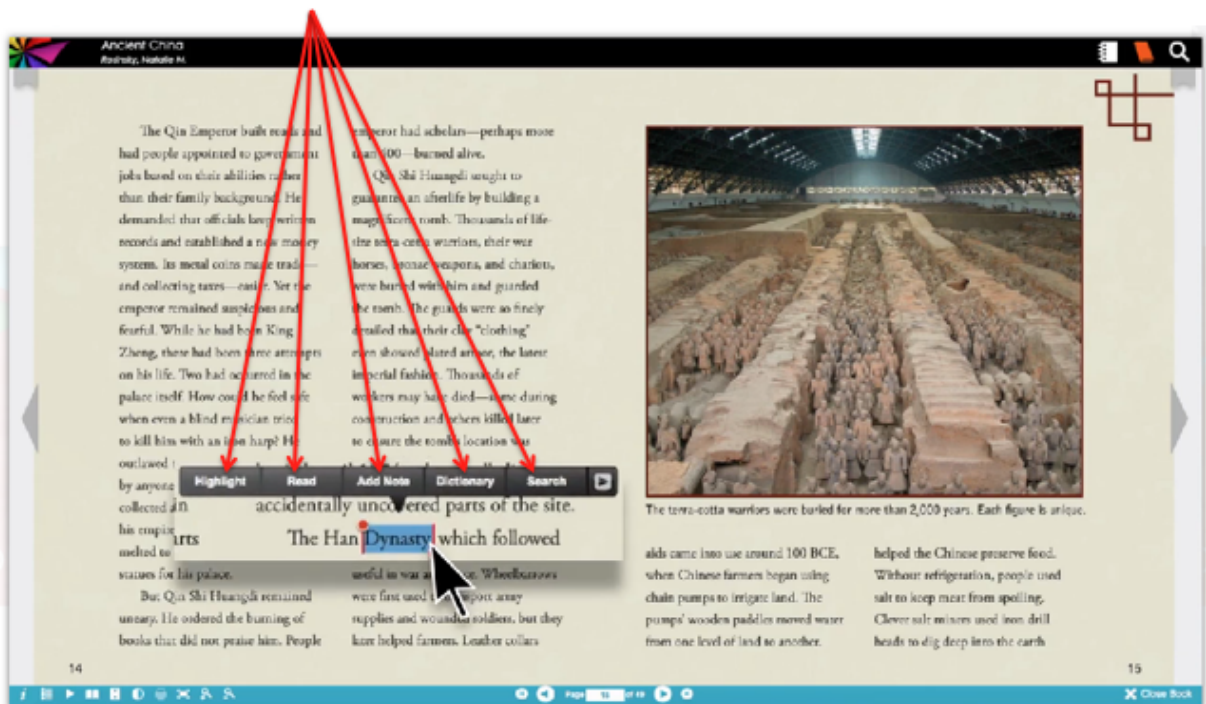 Ancient China
Rosinsky, Natalie M.
The Qin Emperor built roads and
had people appointed to government
jobs based on their abilities rather
than their family background. He
demanded that officials keep written
records and established a new money
system. Its metal coins made trade—
and collecting taxes—easier. Yet the
emperor remained suspicious and
fearful. While he had been King
Zheng, there had been three attempts
on his life. Two had occurred in the
palace itself. How could he feel safe
when even a blind musician tried
to kill him with an iron harp? He
outlawed
by anyone
collected
his empire
melted to
statues for his palace.
But Qin Shi Huangdi remained
uneasy. He ordered the burning of
books that did not praise him. People
emperor had scholars—perhaps more
than 400—burned alive.
Qin Shi Huangdi sought to
guarantee an afterlife by building a
magnificent tomb. Thousands of life-
size terra-cotta warriors, their war
horses, bronze weapons, and chariots,
were buried with him and guarded
the tomb. The guards were so finely
detailed that their clay "clothing"
even showed plated armor, the latest
imperial fashion. Thousands of
workers may have died—some during
construction and others killed later
to ensure the tomb's location was
Highlight Read Add Note Dictionary Search
in accidentally uncovered parts of the site.
arts The Han Dynasty which followed
useful in war Wheelbarrows
were first used to transport army
supplies and wounded soldiers, but they
later helped farmers. Leather collars
The terra-cotta warriors were buried for more than 2,000 years. Each figure is unique.
aids came into use around 100 BCE,
when Chinese farmers began using
chain pumps to irrigate land. The
pumps' wooden paddles moved water
from one level of land to another.
helped the Chinese preserve food.
Without refrigeration, people used
salt to keep meat from spoiling.
Clever salt miners used iron drill
heads to dig deep into the earth
14
15
Page of 49
Close Book